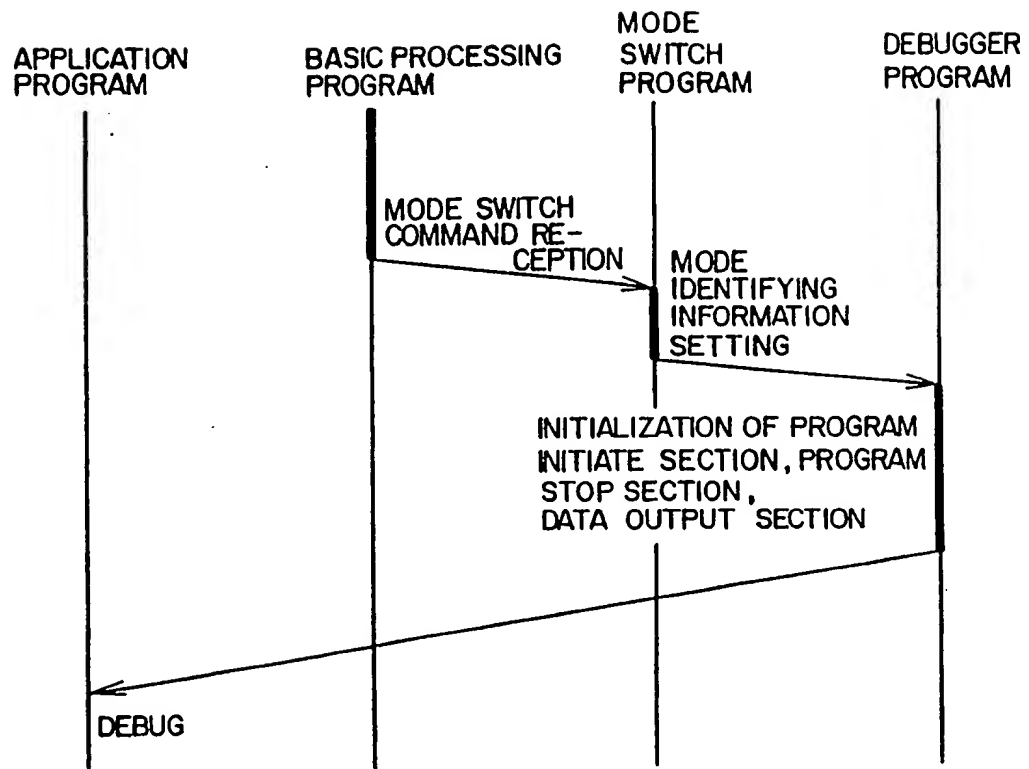 APPLICATION
PROGRAM
BASIC PROCESSING
PROGRAM
MODE
SWITCH
PROGRAM
DEBUGGER
PROGRAM
MODE SWITCH
COMMAND RE-
CEPTION
MODE
IDENTIFYING
INFORMATION
SETTING
INITIALIZATION OF PROGRAM
INITIATE SECTION, PROGRAM
STOP SECTION,
DATA OUTPUT SECTION
DEBUG